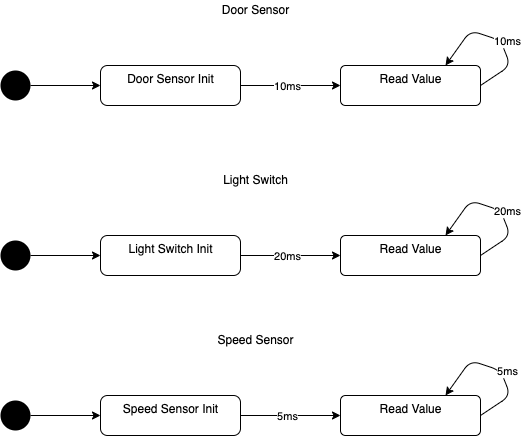 Door Sensor
10ms
Door Sensor Init
10ms
Read Value
Light Switch
20ms
Light Switch Init
20ms
Read Value
Speed Sensor
5ms
Speed Sensor Init
5ms
Read Value